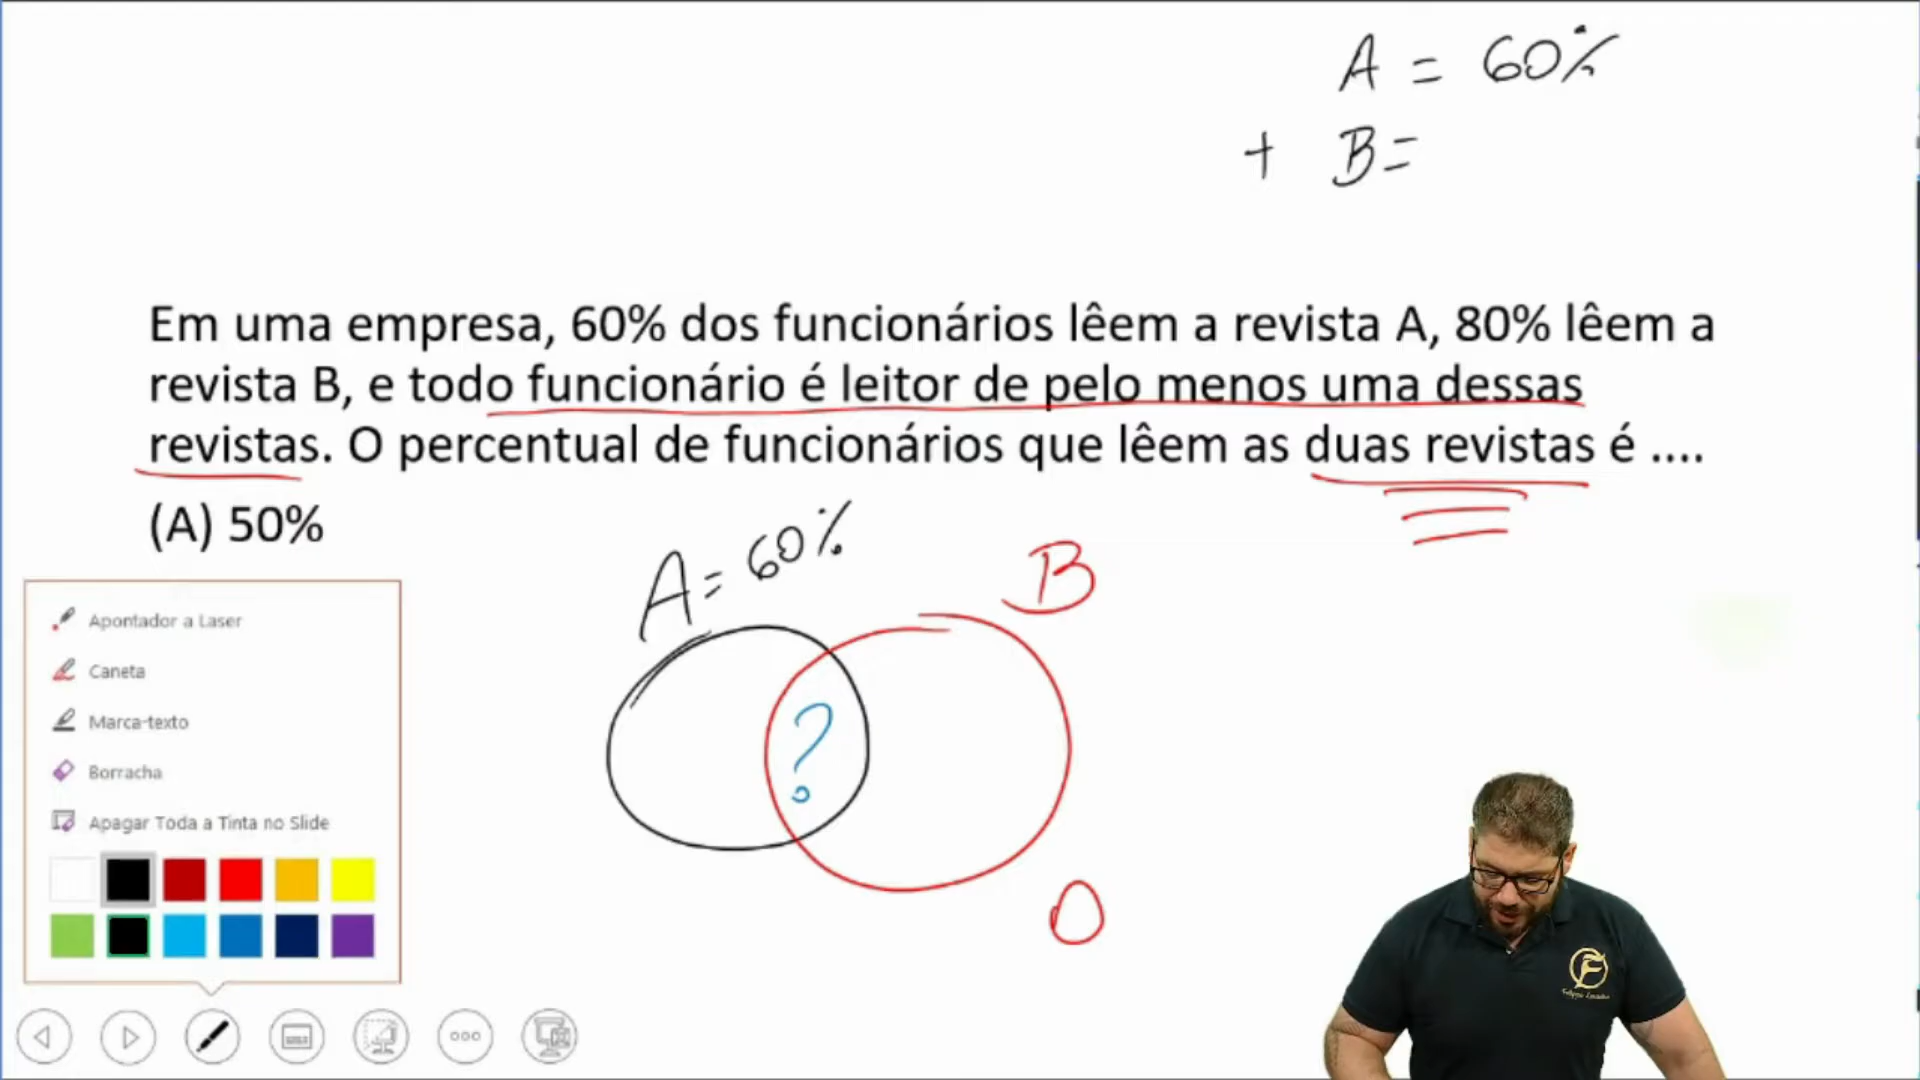 A = 60%
+ B=
Em uma empresa, 60% dos funcionários lêem a revista A, 80% lêem a
revista B, e todo funcionário é leitor de pelo menos uma dessas
revistas. O percentual de funcionários que lêem as duas revistas é ....
(A) 50%
A = 60%
B
?
0
Apontador a Laser
Caneta
Marca-texto
Borracha
Apagar Toda a Tinta no Slide